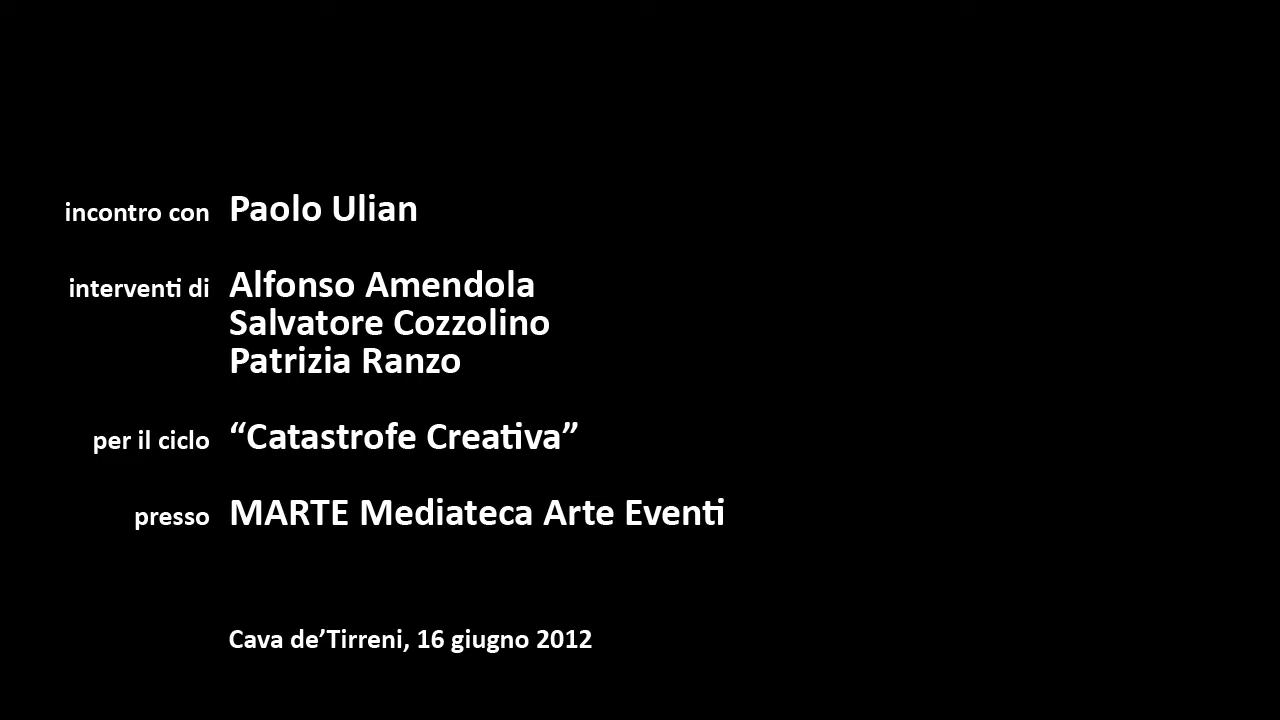 incontro con Paolo Ulian
interventi di Alfonso Amendola
Salvatore Cozzolino
Patrizia Ranzo
per il ciclo “Catastrofe Creativa”
presso MARTE Mediateca Arte Eventi
Cava de’Tirreni, 16 giugno 2012